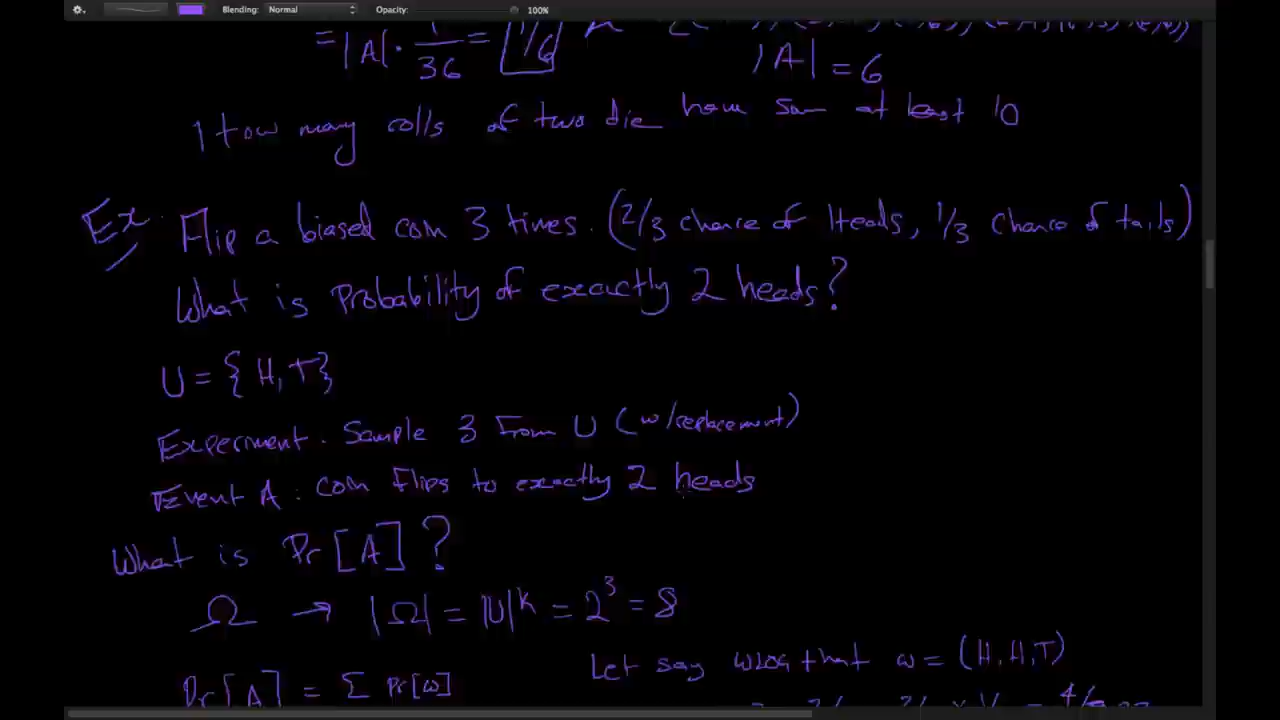 Blending: Normal Opacity: 100%
= |A| · 1/36 = 1/6
|A| = 6
How many rolls of two die have sum at least 10
Ex. Flip a biased coin 3 times. (2/3 chance of Heads, 1/3 chance of tails)
What is Probability of exactly 2 heads?
U = {H, T}
Experiment. Sample 3 From U (w/replacement)
Event A: coin Flips to exactly 2 heads
What is Pr[A]?
Ω → |Ω| = |U|^k = 2^3 = 8
Let say WLOG that ω = (H, H, T)
Pr[A] = Σ Pr[ω]